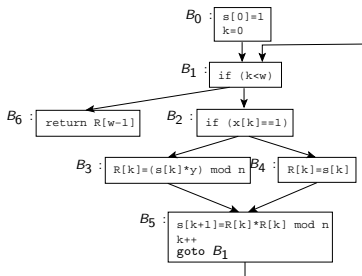 B0 : s[0]=1
k=0
B1 : if (k<w)
B6 : return R[w-1]
B2 : if (x[k]==1)
B3 : R[k]=(s[k]*y) mod n
B4 : R[k]=s[k]
B5 : s[k+1]=R[k]*R[k] mod n
k++
goto B1